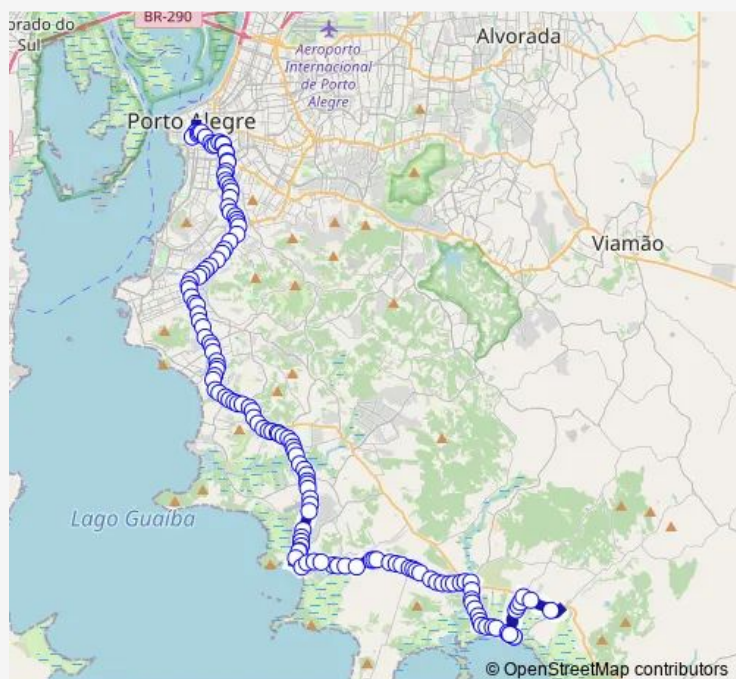 BR-290
orado do
Sul
Aeroporto
Internacional
de Porto
Alegre
Alvorada
Porto Alegre
Viamão
Lago Guaíba
© OpenStreetMap contributors